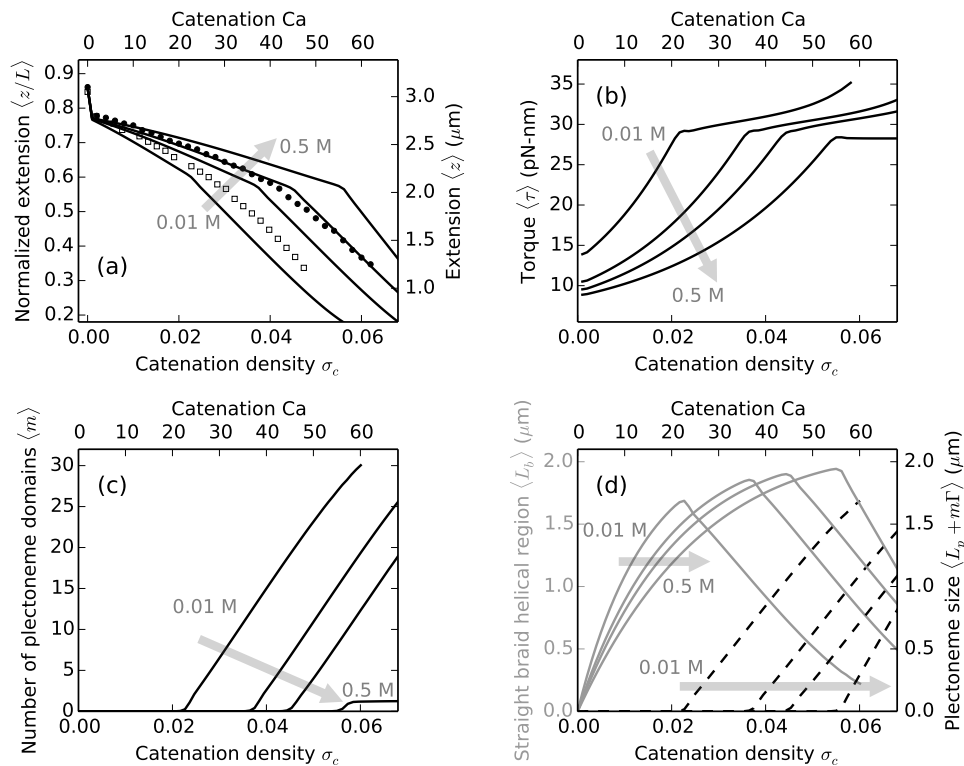 Catenation Ca
0 10 20 30 40 50 60
Normalized extension ⟨z/L⟩
0.9
0.8
0.7
0.6
0.5
0.4
0.3
0.2
0.5 M
0.01 M
(a)
3.0
2.5
2.0
1.5
1.0
Extension ⟨z⟩ (μm)
0.00 0.02 0.04 0.06
Catenation density σc
Catenation Ca
0 10 20 30 40 50 60
Torque ⟨τ⟩ (pN-nm)
35
30
25
20
15
10
(b)
0.01 M
0.5 M
0.00 0.02 0.04 0.06
Catenation density σc
Catenation Ca
0 10 20 30 40 50 60
Number of plectoneme domains ⟨m⟩
30
25
20
15
10
5
0
(c)
0.01 M
0.5 M
0.00 0.02 0.04 0.06
Catenation density σc
Catenation Ca
0 10 20 30 40 50 60
Straight braid helical region ⟨Lb⟩ (μm)
2.0
1.5
1.0
0.5
0.0
(d)
0.01 M
0.5 M
0.01 M
2.0
1.5
1.0
0.5
0.0
Plectoneme size ⟨Lp + mΓ⟩ (μm)
0.00 0.02 0.04 0.06
Catenation density σc